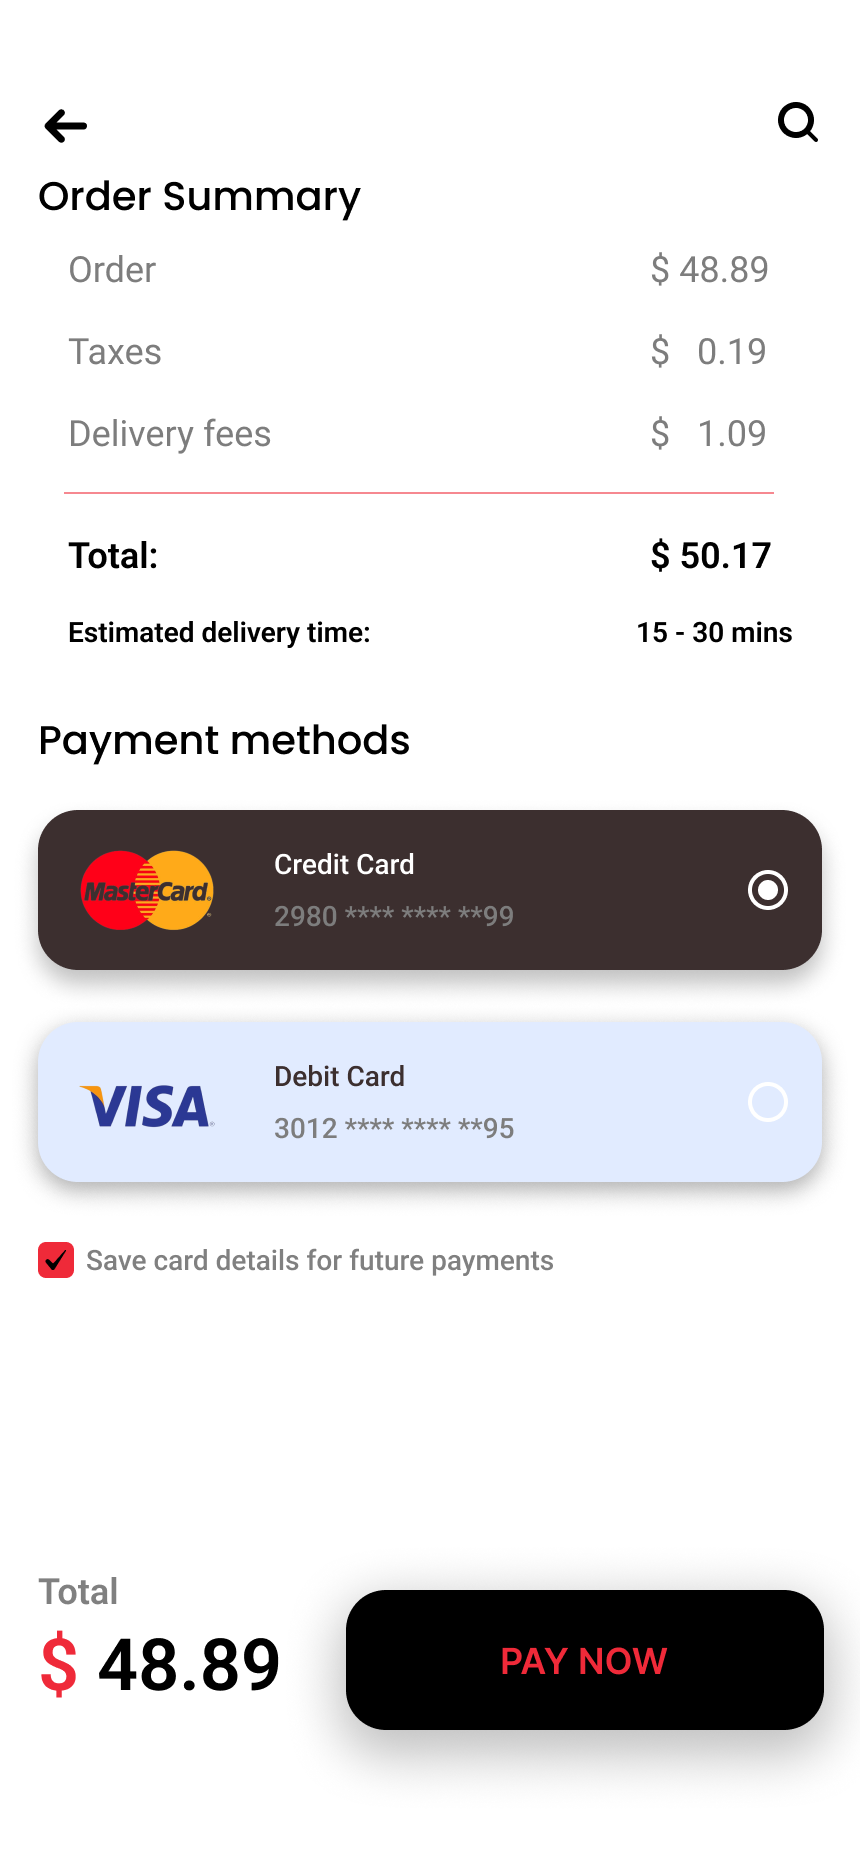 Order Summary
Order $ 48.89
Taxes $ 0.19
Delivery fees $ 1.09
Total: $ 50.17
Estimated delivery time: 15 - 30 mins
Payment methods
MasterCard
Credit Card
2980 **** **** **99
VISA
Debit Card
3012 **** **** **95
Save card details for future payments
Total
$ 48.89
PAY NOW